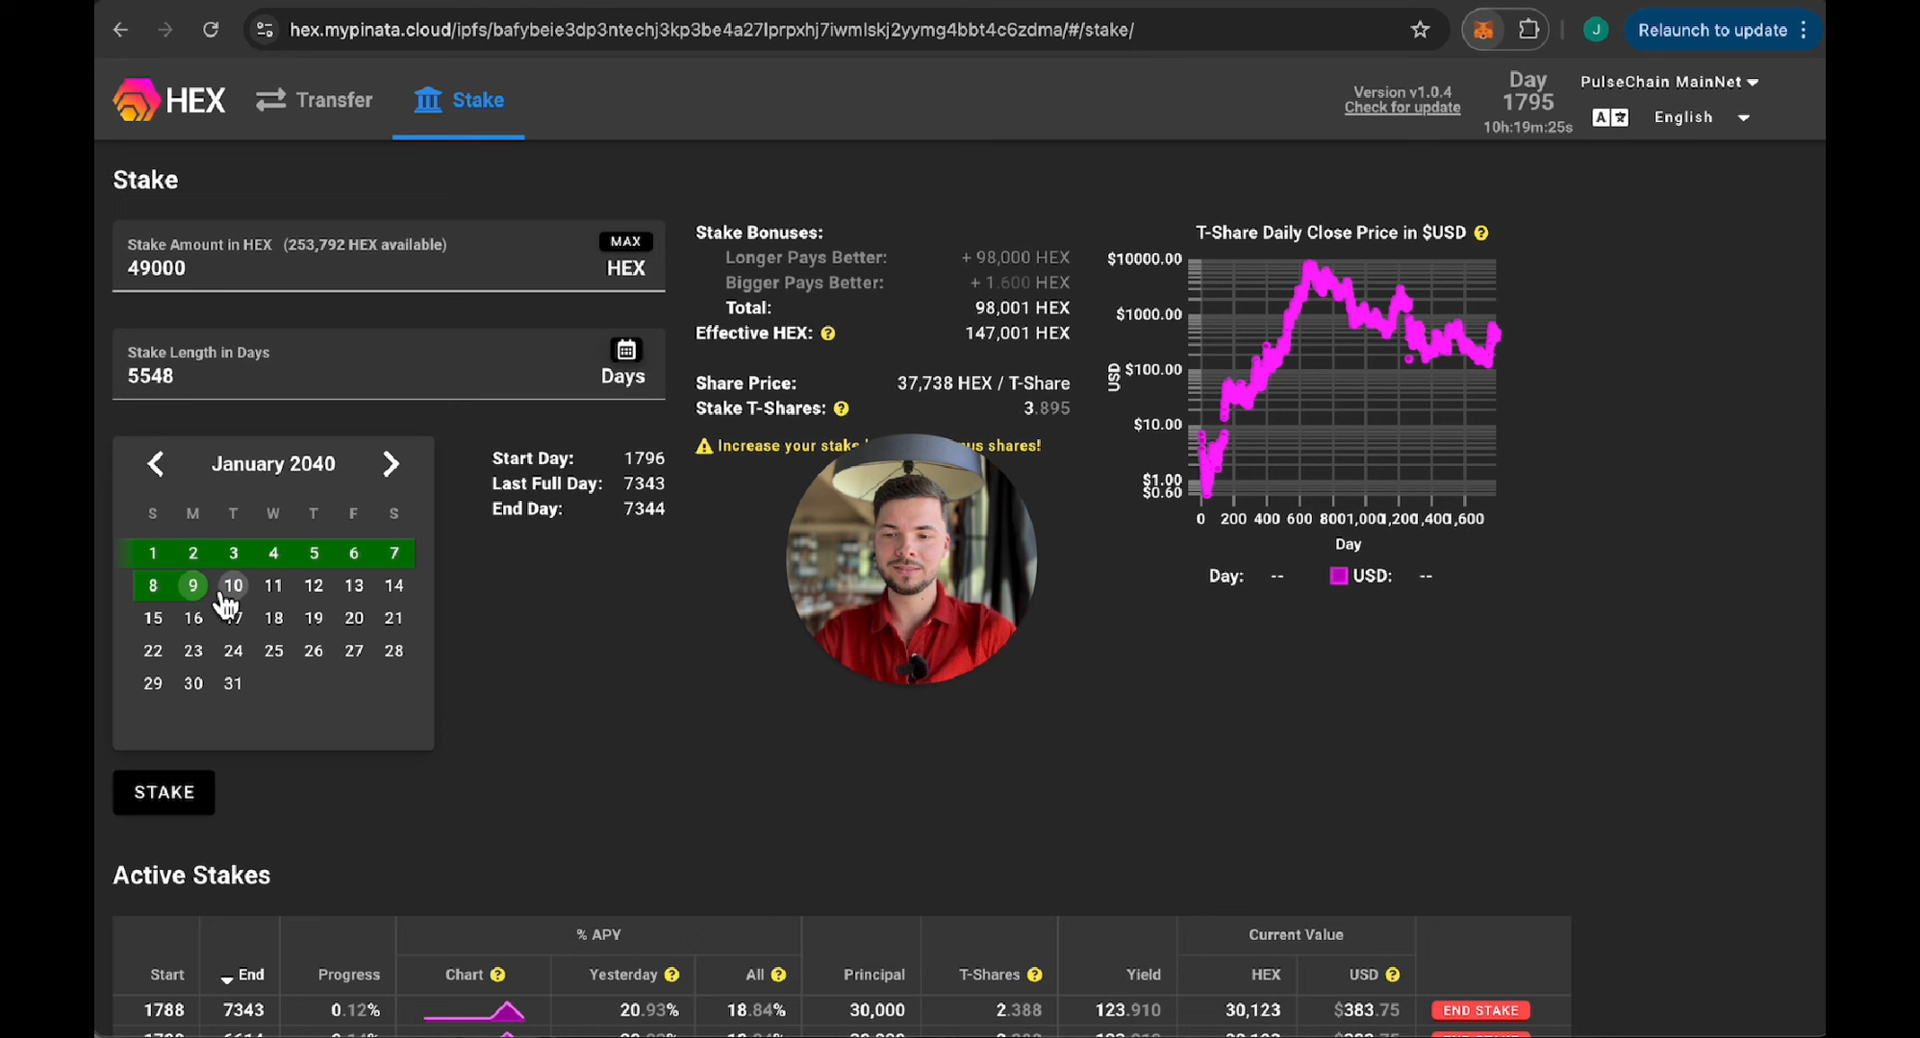 hex.mypinata.cloud/ipfs/bafybeie3dp3ntechj3kp3be4a27lprpxhj7iwmlskj2yymg4bbt4c6zdma/#/stake/
J
Relaunch to update
HEX
Transfer
Stake
Version v1.0.4
Check for update
Day
1795
10h:19m:25s
PulseChain MainNet
English
Stake
Stake Amount in HEX (253,792 HEX available)
MAX
49000
HEX
Stake Length in Days
5548
Days
January 2040
S M T W T F S
1 2 3 4 5 6 7
8 9 10 11 12 13 14
15 16 17 18 19 20 21
22 23 24 25 26 27 28
29 30 31
Start Day: 1796
Last Full Day: 7343
End Day: 7344
STAKE
Stake Bonuses:
Longer Pays Better: + 98,000 HEX
Bigger Pays Better: + 1.600 HEX
Total: 98,001 HEX
Effective HEX: ? 147,001 HEX
Share Price: 37,738 HEX / T-Share
Stake T-Shares: ? 3.895
Increase your stake us shares!
T-Share Daily Close Price in $USD ?
$10000.00
$1000.00
$100.00
$10.00
$1.00
$0.60
USD
0 200 400 600 800 1,000 1,200 1,400 1,600
Day
Day: -- USD: --
Active Stakes
% APY
Current Value
Start End Progress Chart ? Yesterday ? All ? Principal T-Shares ? Yield HEX USD ?
1788 7343 0.12% 20.93% 18.84% 30,000 2.388 123.910 30,123 $383.75 END STAKE